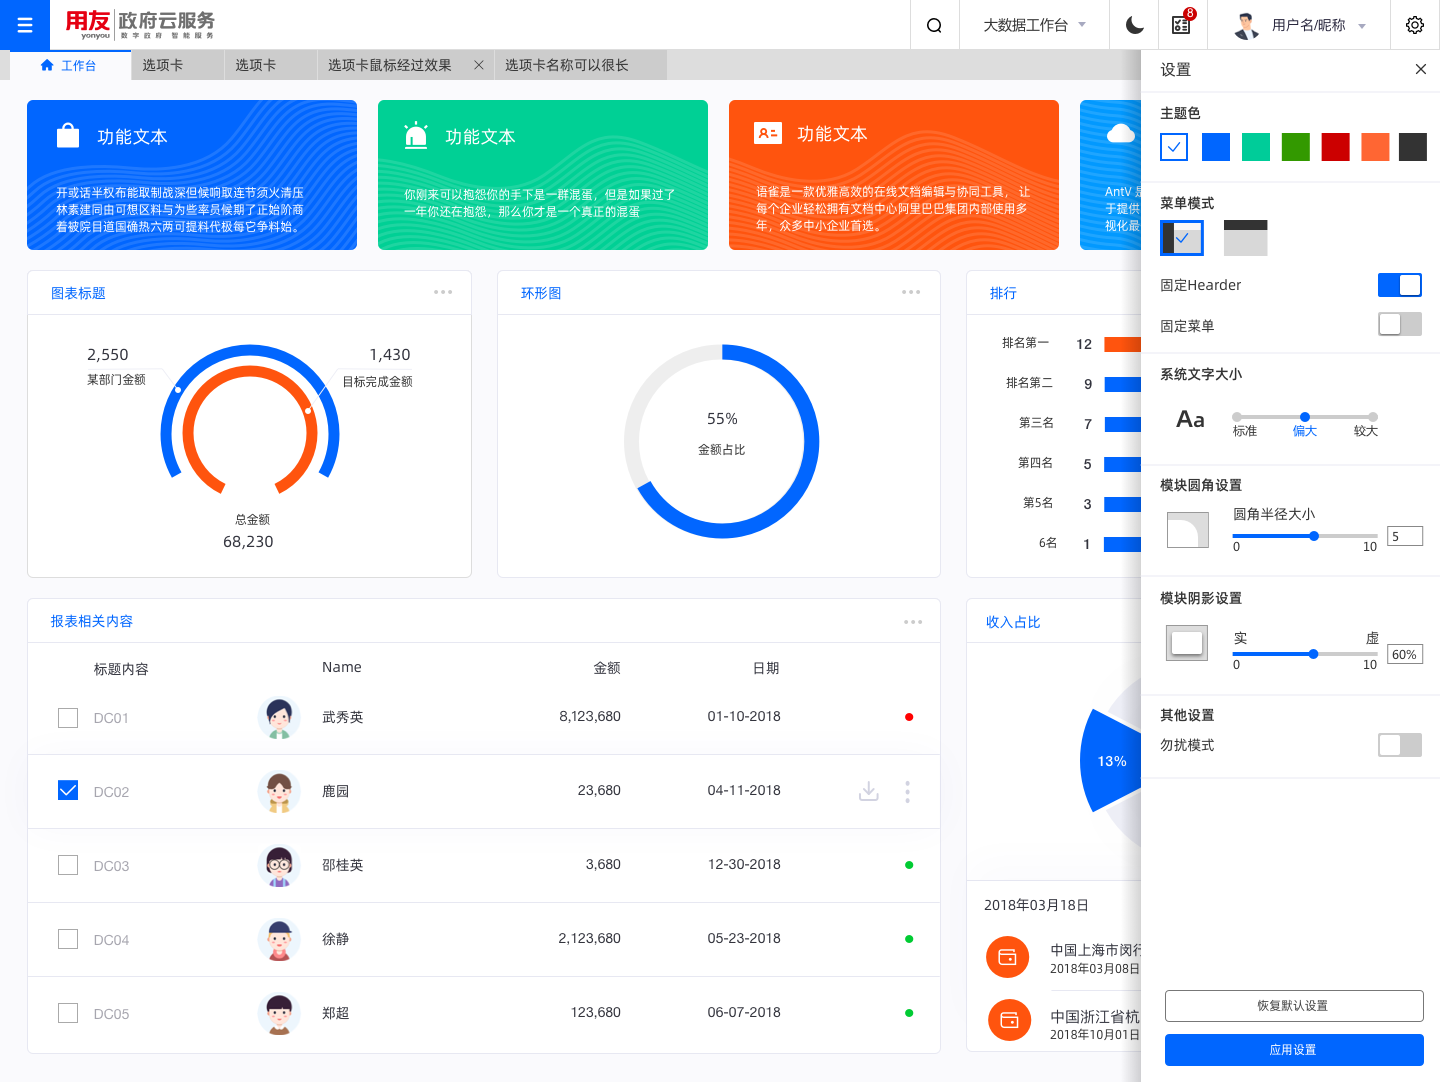 用友 政府云服务
yonyou 数字政府 智能服务
大数据工作台
8
用户名/昵称
工作台
选项卡
选项卡
选项卡鼠标经过效果
选项卡名称可以很长
功能文本
开或话半权布能取制战深但候响取连节须火清压
林素建同由可想区料与为些率员候期了正始阶商
着被院目道国确热六两可提料代极每它争料始。
功能文本
你刚来可以抱怨你的手下是一群混蛋，但是如果过了
一年你还在抱怨，那么你才是一个真正的混蛋
功能文本
语雀是一款优雅高效的在线文档编辑与协同工具， 让
每个企业轻松拥有文档中心阿里巴巴集团内部使用多
年，众多中小企业首选。
AntV 是
于提供
视化最
图表标题
2,550
某部门金额
1,430
目标完成金额
总金额
68,230
环形图
55%
金额占比
排行
排名第一 12
排名第二 9
第三名 7
第四名 5
第5名 3
6名 1
报表相关内容
标题内容 Name 金额 日期
DC01 武秀英 8,123,680 01-10-2018
DC02 鹿园 23,680 04-11-2018
DC03 邵桂英 3,680 12-30-2018
DC04 徐静 2,123,680 05-23-2018
DC05 郑超 123,680 06-07-2018
收入占比
13%
2018年03月18日
中国上海市闵行
2018年03月08日
中国浙江省杭
2018年10月01日
设置
主题色
菜单模式
固定Hearder
固定菜单
系统文字大小
Aa
标准 偏大 较大
模块圆角设置
圆角半径大小
0 10
5
模块阴影设置
实 虚
0 10
60%
其他设置
勿扰模式
恢复默认设置
应用设置